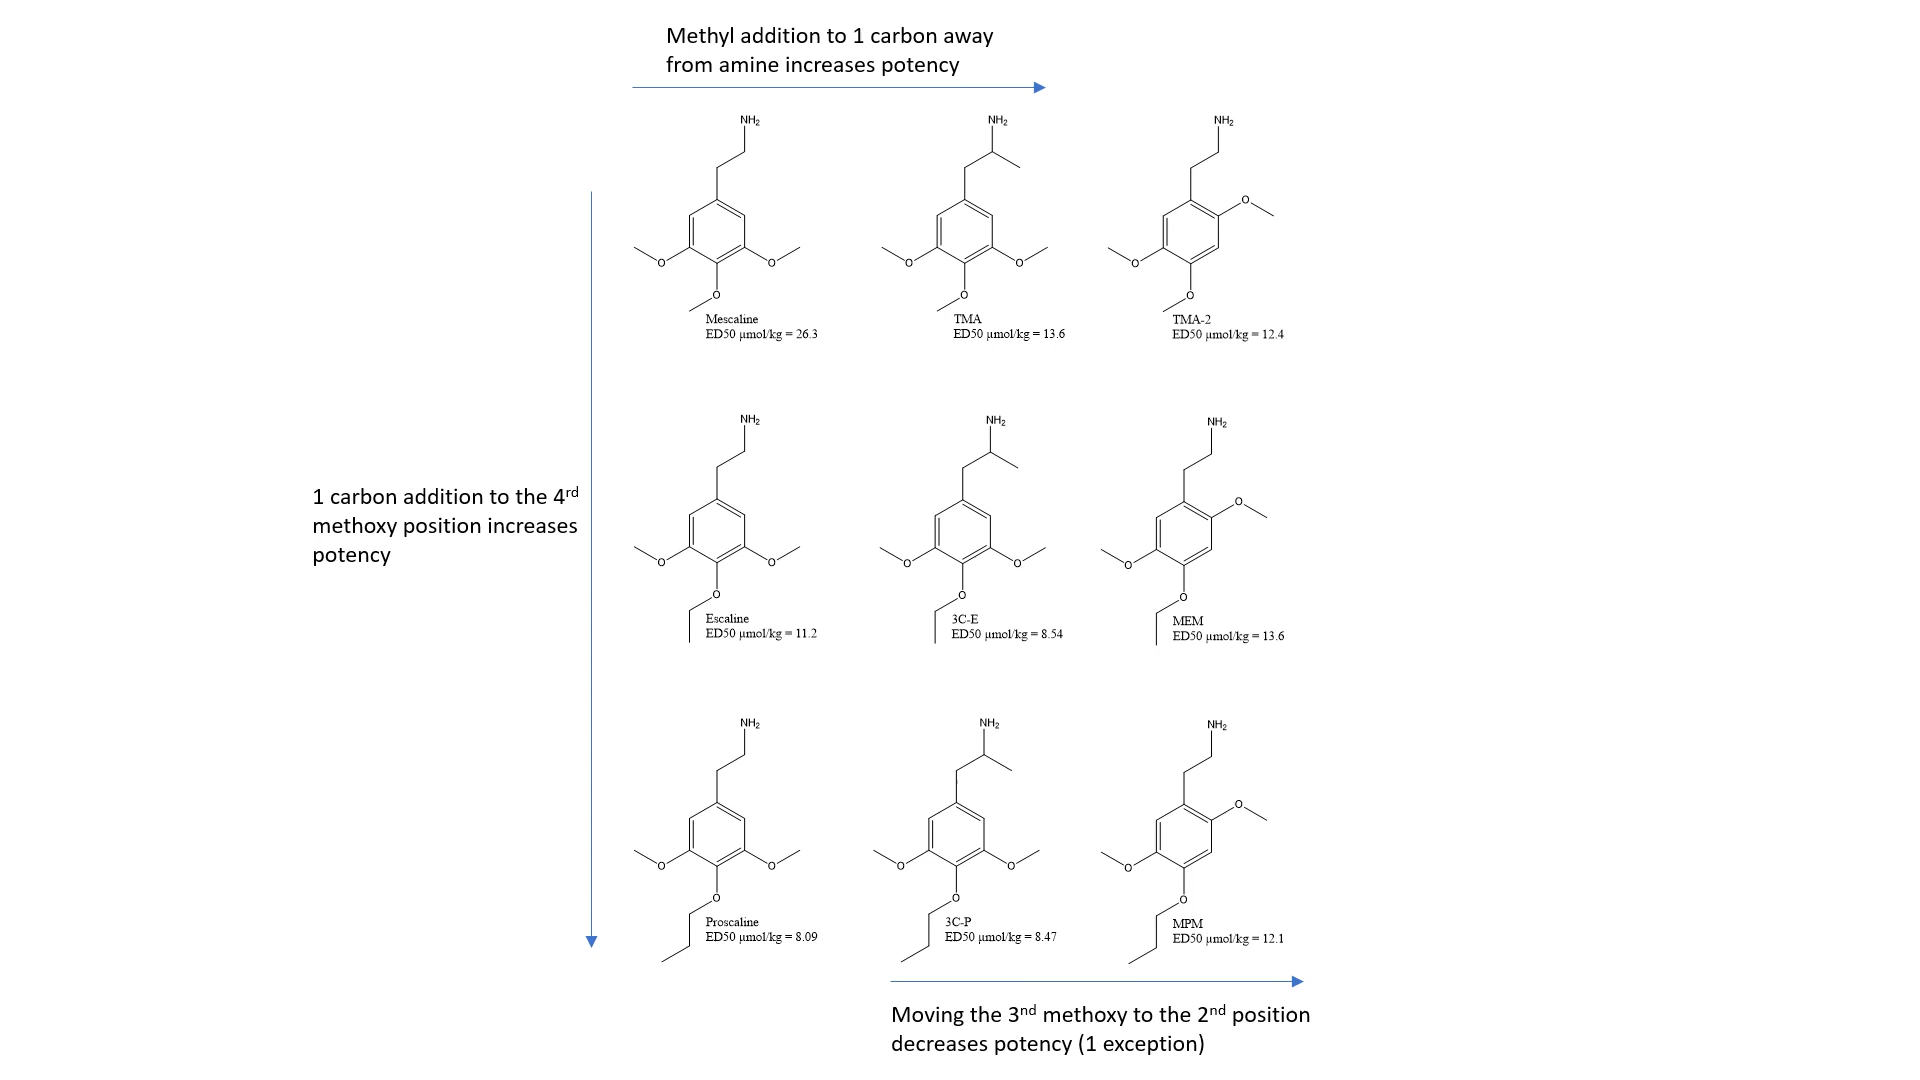 Methyl addition to 1 carbon away
from amine increases potency
NH2
NH2
NH2
O
O
O
O
O
O
O
O
O
Mescaline
ED50 µmol/kg = 26.3
TMA
ED50 µmol/kg = 13.6
TMA-2
ED50 µmol/kg = 12.4
1 carbon addition to the 4rd
methoxy position increases
potency
NH2
NH2
NH2
O
O
O
O
O
O
O
O
O
Escaline
ED50 µmol/kg = 11.2
3C-E
ED50 µmol/kg = 8.54
MEM
ED50 µmol/kg = 13.6
NH2
NH2
NH2
O
O
O
O
O
O
O
O
O
Proscaline
ED50 µmol/kg = 8.09
3C-P
ED50 µmol/kg = 8.47
MPM
ED50 µmol/kg = 12.1
Moving the 3nd methoxy to the 2nd position
decreases potency (1 exception)